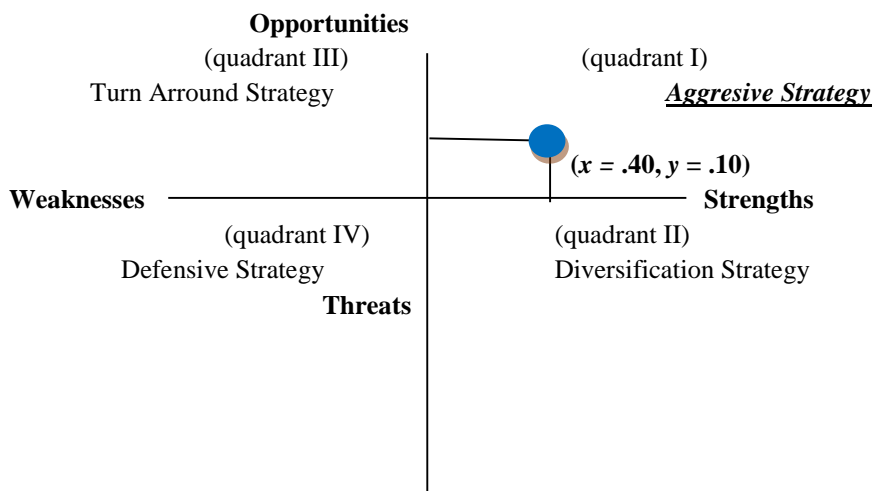 Opportunities
(quadrant III) (quadrant I)
Turn Arround Strategy Aggresive Strategy
(x = .40, y = .10)
Weaknesses Strengths
(quadrant IV) (quadrant II)
Defensive Strategy Diversification Strategy
Threats